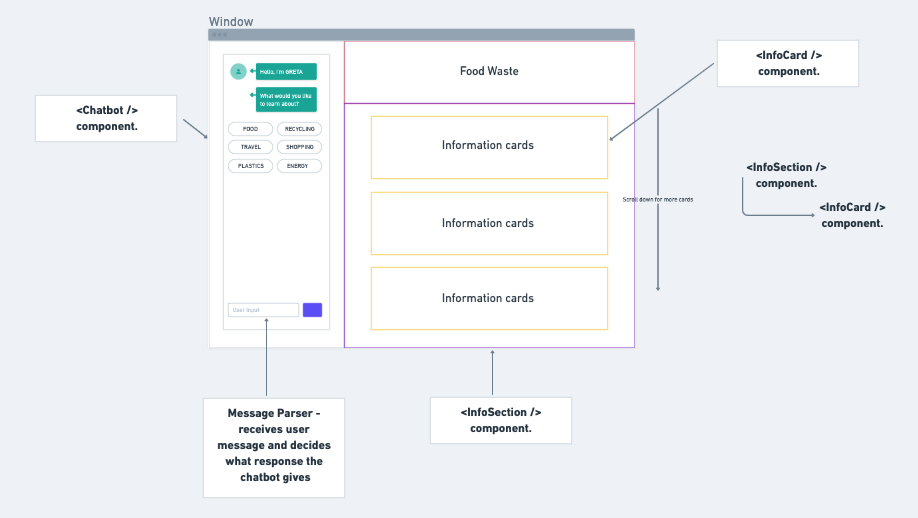 Window
Hello, I'm GRETA
What would you like
to learn about?
FOOD
RECYCLING
TRAVEL
SHOPPING
PLASTICS
ENERGY
User input
Food Waste
Information cards
Information cards
Information cards
Scroll down for more cards
<Chatbot />
component.
<InfoCard />
component.
<InfoSection />
component.
<InfoCard />
component.
Message Parser -
receives user
message and decides
what response the
chatbot gives
<InfoSection />
component.